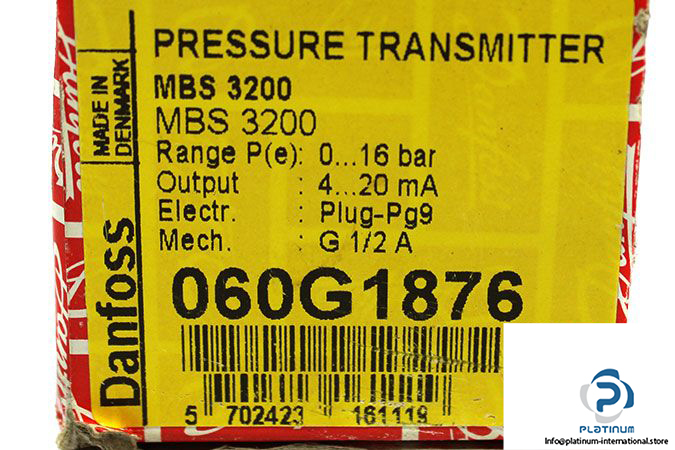 PRESSURE TRANSMITTER
MBS 3200
MBS 3200
Range P(e): 0...16 bar
Output : 4...20 mA
Electr. : Plug-Pg9
Mech. : G 1/2 A
060G1876
5 702423 161119
MADE IN
DENMARK
Danfoss
PLATINUM
info@platinum-international.store